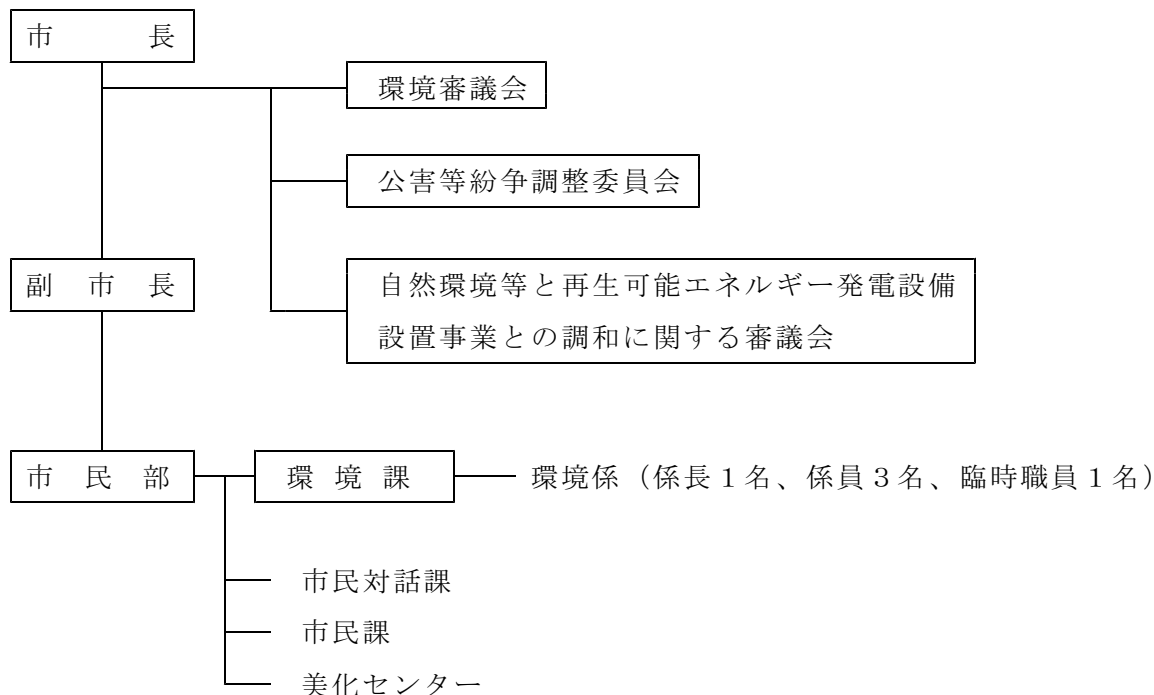 市長
環境審議会
公害等紛争調整委員会
副市長
自然環境等と再生可能エネルギー発電設備
設置事業との調和に関する審議会
市民部
環境課
環境係（係長１名、係員３名、臨時職員１名）
市民対話課
市民課
美化センター